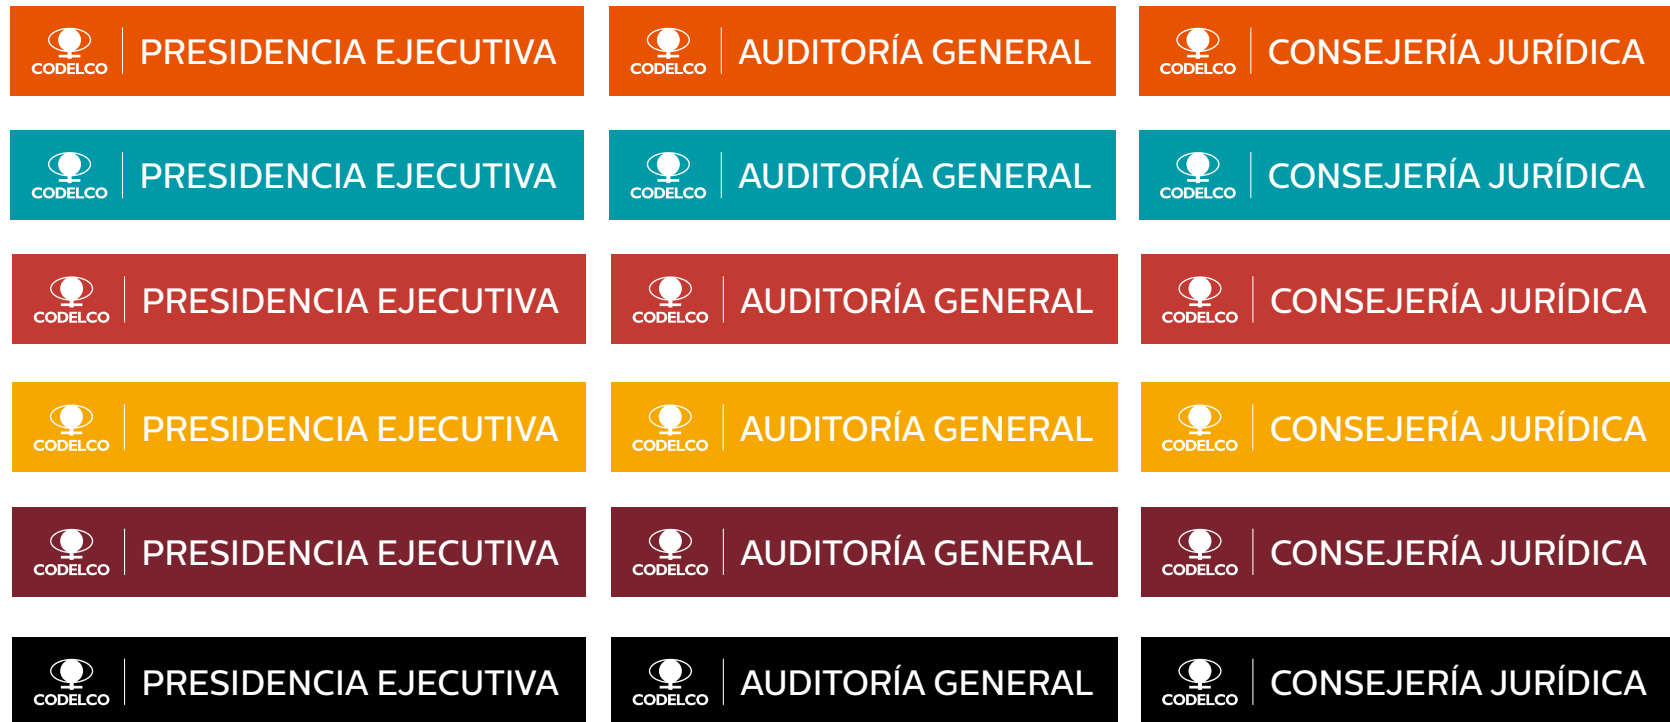 CODELCO PRESIDENCIA EJECUTIVA
CODELCO AUDITORÍA GENERAL
CODELCO CONSEJERÍA JURÍDICA
CODELCO PRESIDENCIA EJECUTIVA
CODELCO AUDITORÍA GENERAL
CODELCO CONSEJERÍA JURÍDICA
CODELCO PRESIDENCIA EJECUTIVA
CODELCO AUDITORÍA GENERAL
CODELCO CONSEJERÍA JURÍDICA
CODELCO PRESIDENCIA EJECUTIVA
CODELCO AUDITORÍA GENERAL
CODELCO CONSEJERÍA JURÍDICA
CODELCO PRESIDENCIA EJECUTIVA
CODELCO AUDITORÍA GENERAL
CODELCO CONSEJERÍA JURÍDICA
CODELCO PRESIDENCIA EJECUTIVA
CODELCO AUDITORÍA GENERAL
CODELCO CONSEJERÍA JURÍDICA